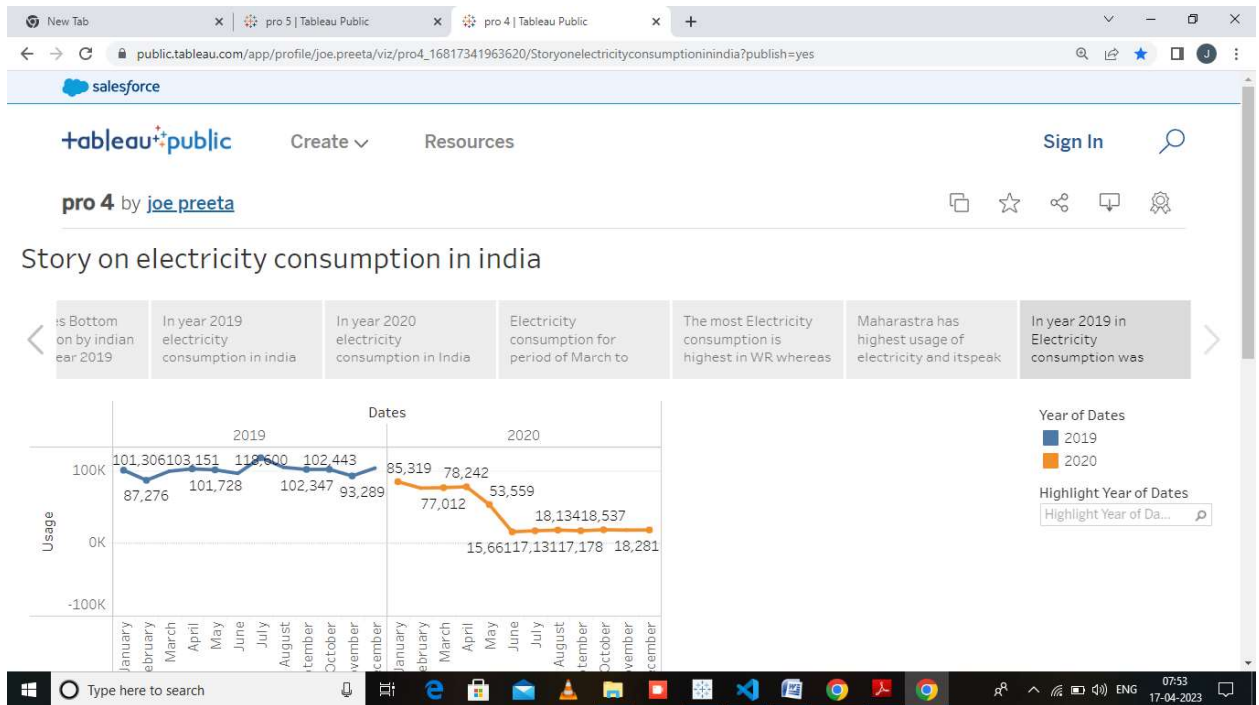 New Tab
pro 5 | Tableau Public
pro 4 | Tableau Public
public.tableau.com/app/profile/joe.preeta/viz/pro4_16817341963620/Storyonelectricityconsumptioninindia?publish=yes
J
salesforce
+ableau public
Create
Resources
Sign In
pro 4 by joe preeta
Story on electricity consumption in india
es Bottom
on by indian
ear 2019
In year 2019
electricity
consumption in india
In year 2020
electricity
consumption in India
Electricity
consumption for
period of March to
The most Electricity
consumption is
highest in WR whereas
Maharastra has
highest usage of
electricity and itspeak
In year 2019 in
Electricity
consumption was
Dates
2019
2020
Usage
100K
0K
-100K
101,306
103,151
118,600
102,443
87,276
101,728
102,347
93,289
85,319
78,242
77,012
53,559
18,134
18,537
15,661
17,131
17,178
18,281
January
ebruary
March
April
May
June
July
August
tember
October
vember
cember
January
ebruary
March
April
May
June
July
August
tember
October
vember
cember
Year of Dates
2019
2020
Highlight Year of Dates
Highlight Year of Da...
Type here to search
ENG
07:53
17-04-2023